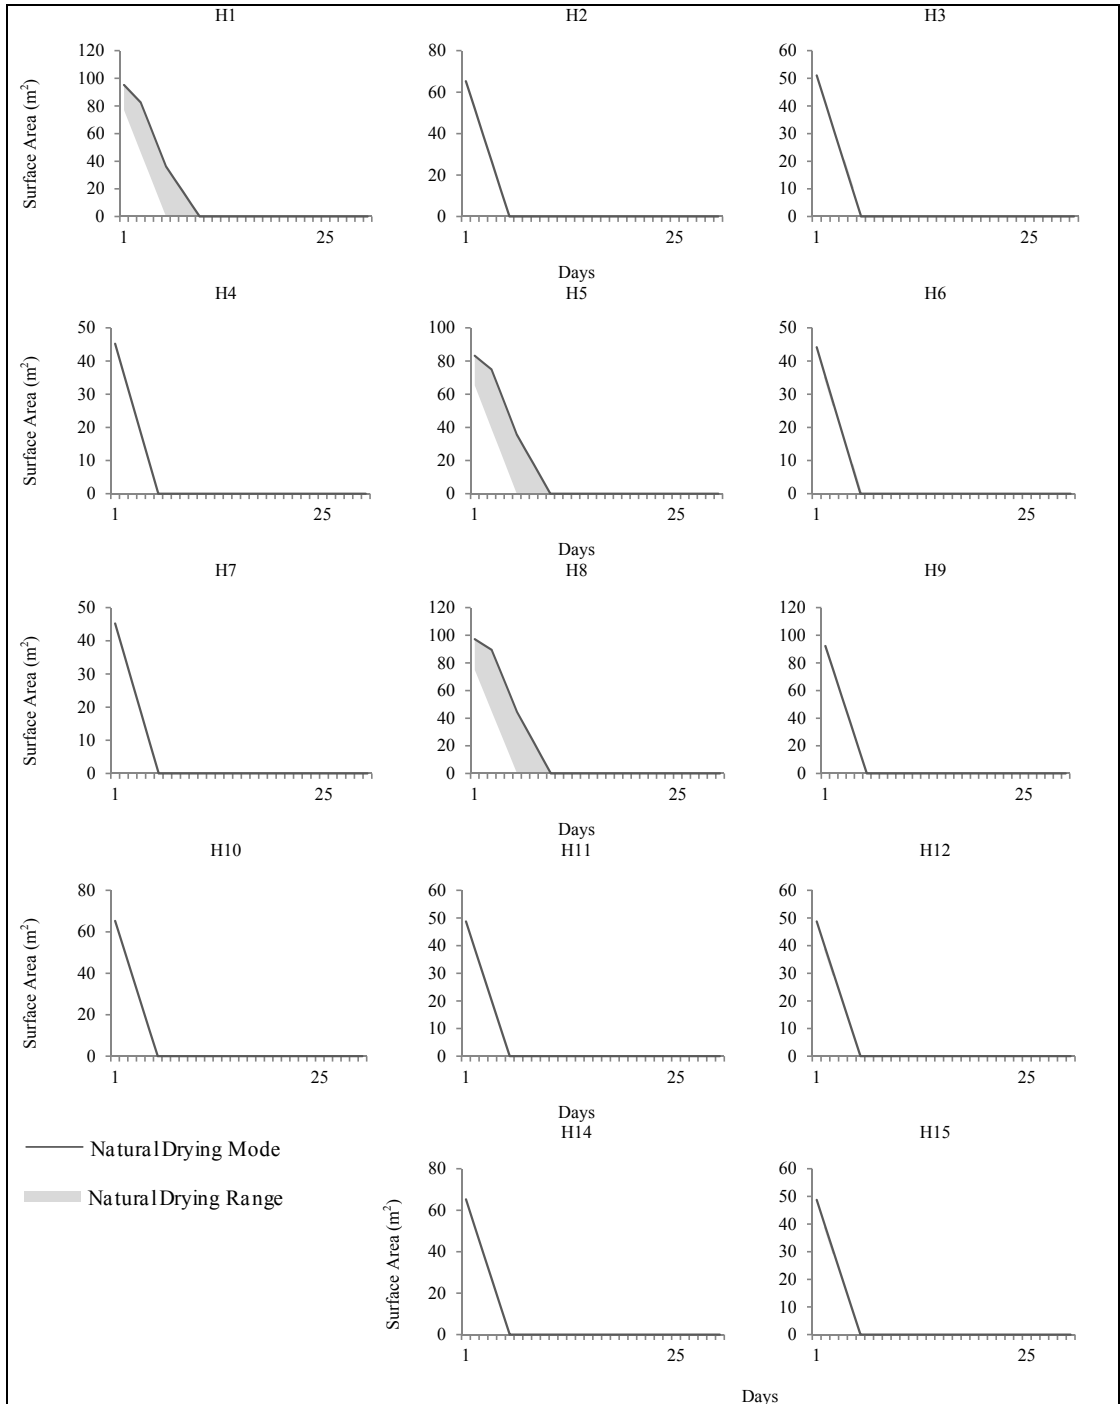 H1 H2 H3
120 80 60
100 50
80 60 40
60 40 30
40 20
20 20 10
0 0 0
1 25 1 25 1 25
Surface Area (m²)
Days
H4 H5 H6
50 100 50
40 80 40
30 60 30
20 40 20
10 20 10
0 0 0
1 25 1 25 1 25
Surface Area (m²)
Days
H7 H8 H9
50 120 120
40 100 100
30 80 80
60 60
20 40 40
10 20 20
0 0 0
1 25 1 25 1 25
Surface Area (m²)
Days
H10 H11 H12
80 60 60
60 50 50
40 40
40 30 30
20 20 20
10 10
0 0 0
1 25 1 25 1 25
Surface Area (m²)
Days
H14 H15
Natural Drying Mode
Natural Drying Range
80 60
60 50
40
40 30
20 20
10
0 0
1 25 1 25
Surface Area (m²)
Days